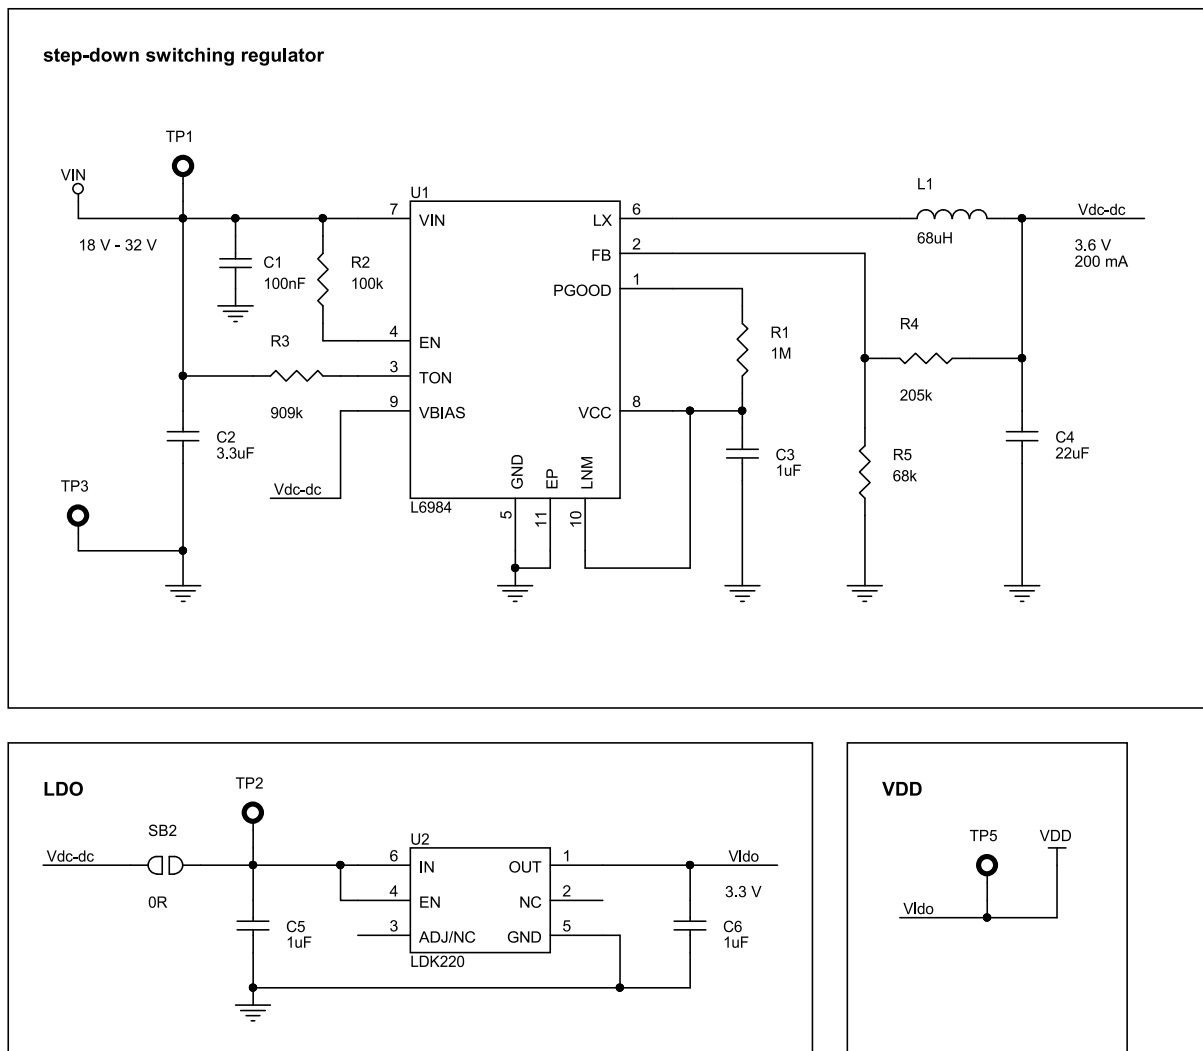 step-down switching regulator
TP1
VIN
18 V - 32 V
C1
100nF
R2
100k
R3
909k
C2
3.3uF
TP3
Vdc-dc
U1
7
VIN
4
EN
3
TON
9
VBIAS
LX
6
FB
2
PGOOD
1
VCC
8
GND
EP
LNM
5
11
10
L6984
L1
68uH
Vdc-dc
3.6 V
200 mA
R1
1M
R4
205k
C3
1uF
R5
68k
C4
22uF
LDO
TP2
SB2
Vdc-dc
0R
C5
1uF
U2
6
IN
4
EN
3
ADJ/NC
OUT
1
NC
2
GND
5
LDK220
Vldo
3.3 V
C6
1uF
VDD
TP5
VDD
Vldo